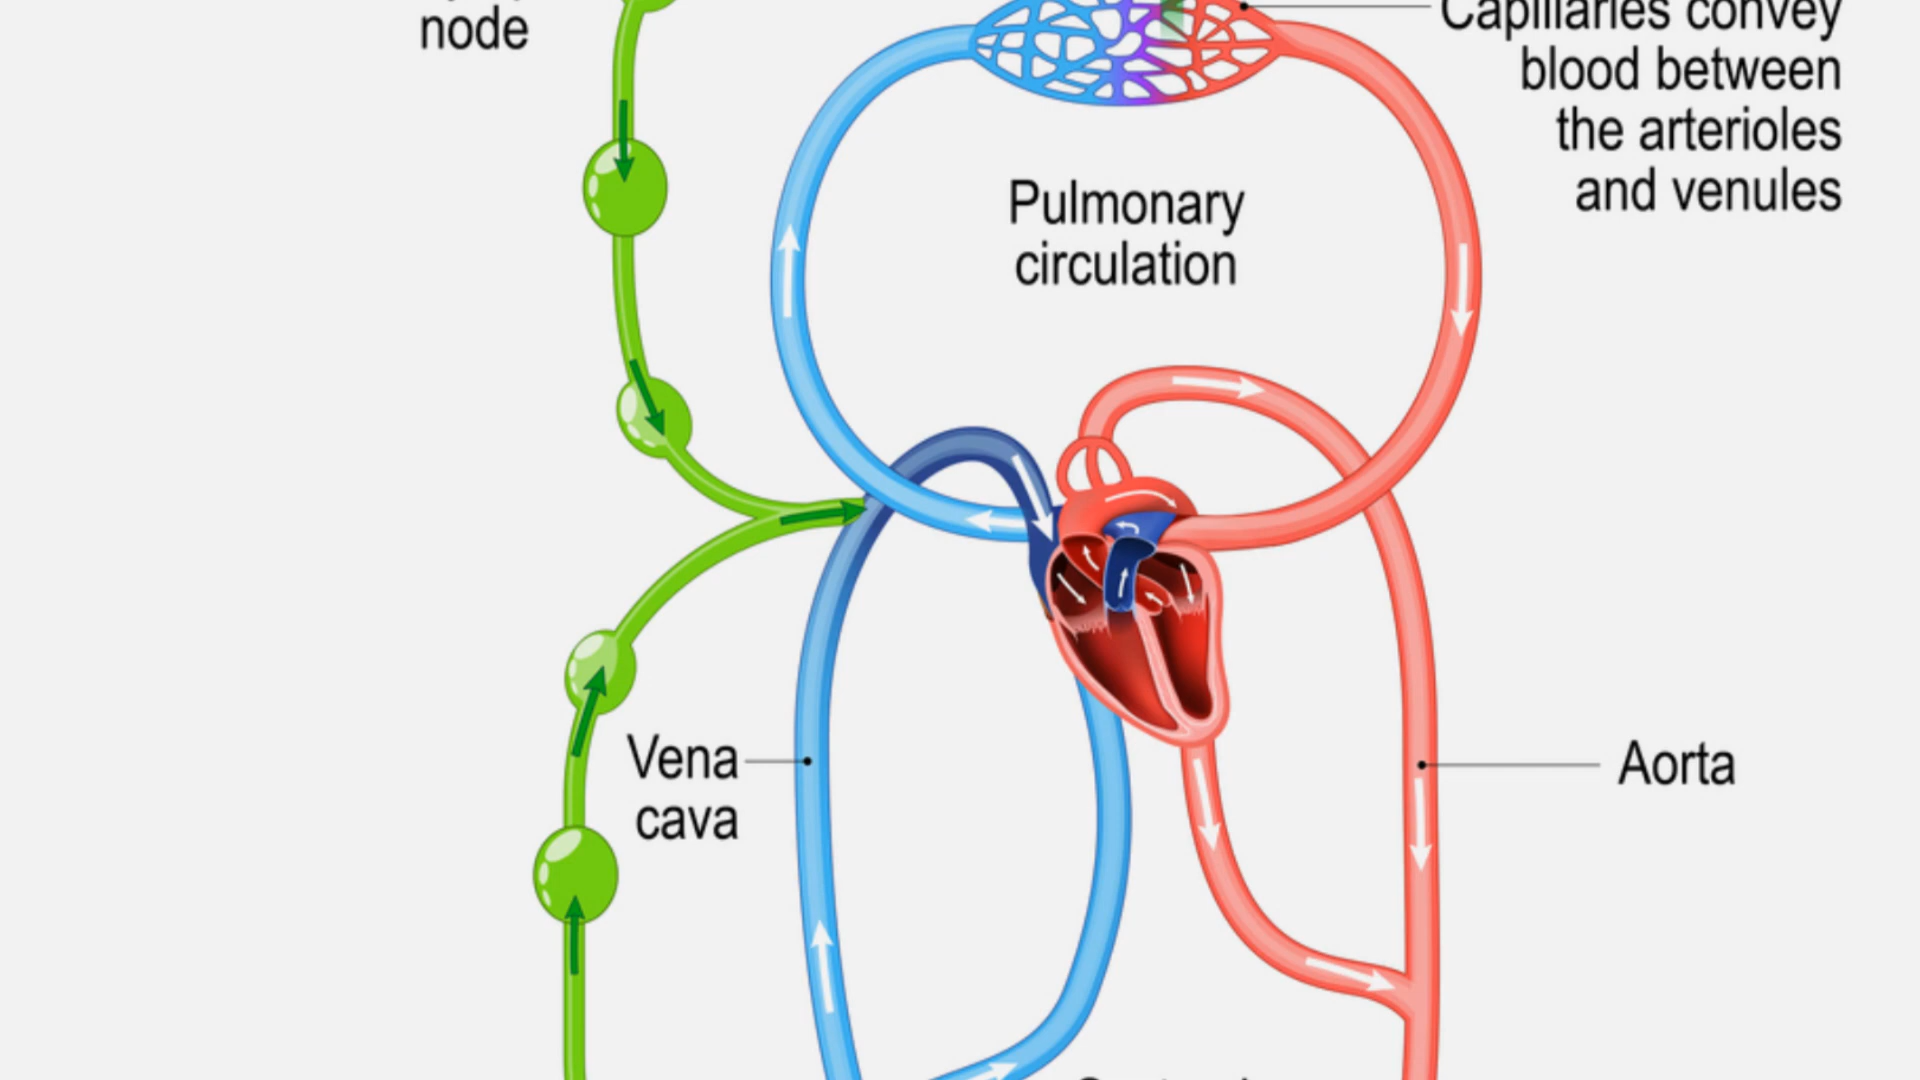 node
Capillaries convey
blood between
the arterioles
and venules
Pulmonary
circulation
Vena
cava
Aorta